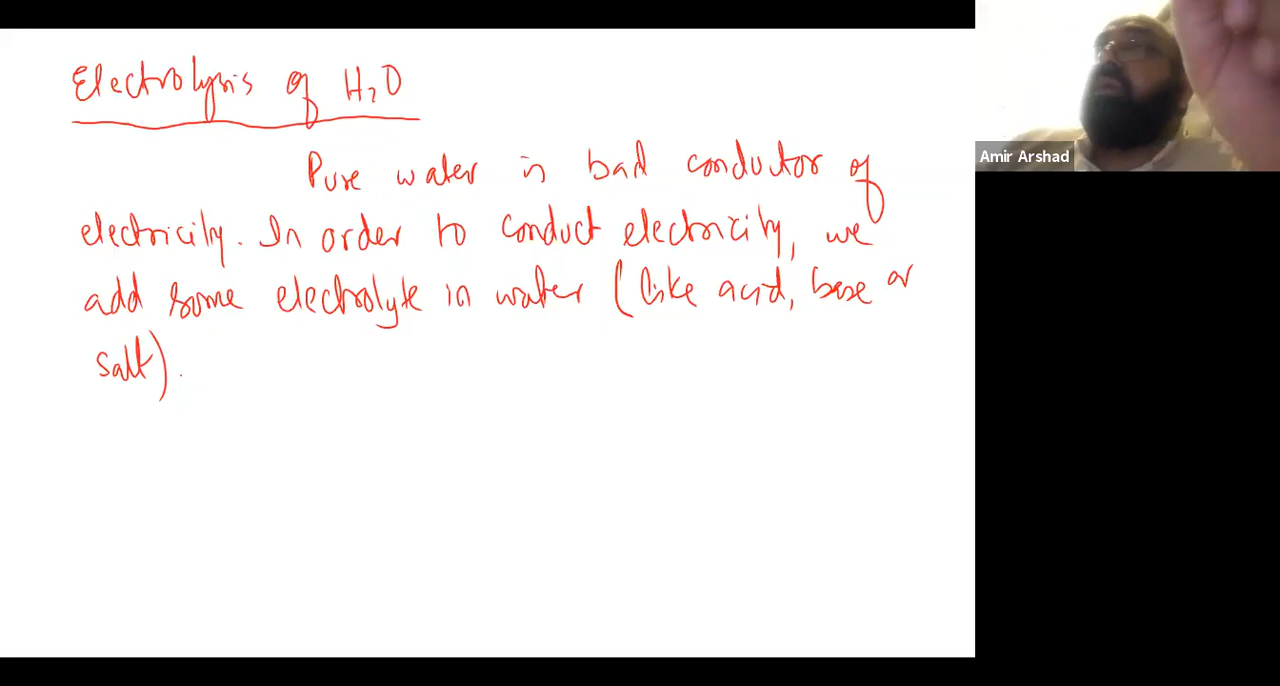 Electrolysis of H₂O
Pure water is bad conductor of
electricity. In order to conduct electricity, we
add some electrolyte in water (like acid, base or
salt).
Amir Arshad